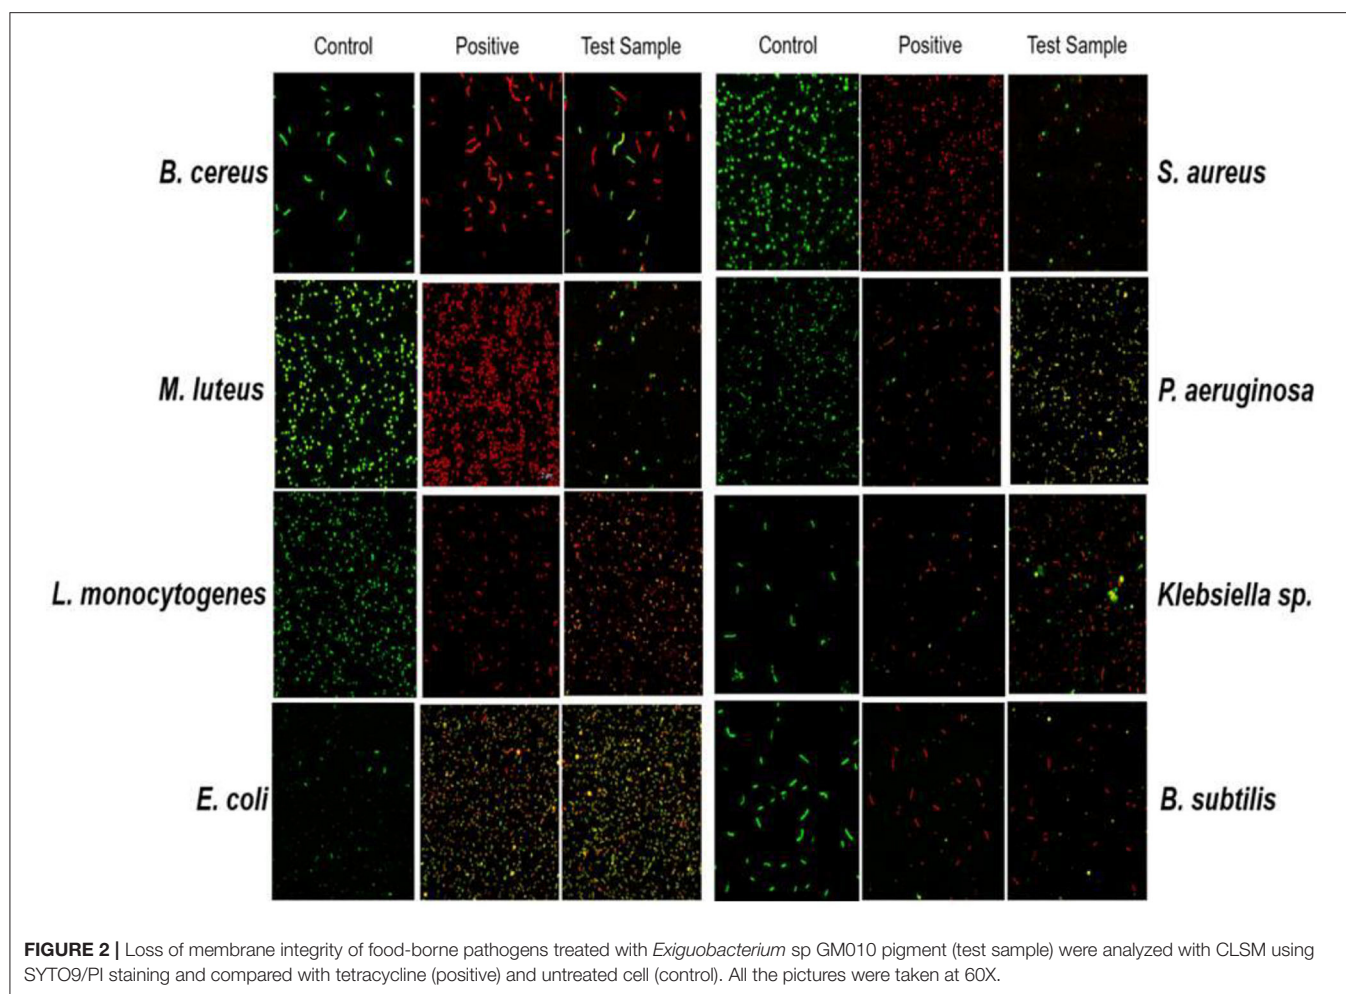 Control Positive Test Sample Control Positive Test Sample
B. cereus S. aureus
M. luteus P. aeruginosa
L. monocytogenes Klebsiella sp.
E. coli B. subtilis
FIGURE 2 | Loss of membrane integrity of food-borne pathogens treated with Exiguobacterium sp GM010 pigment (test sample) were analyzed with CLSM using
SYTO9/PI staining and compared with tetracycline (positive) and untreated cell (control). All the pictures were taken at 60X.